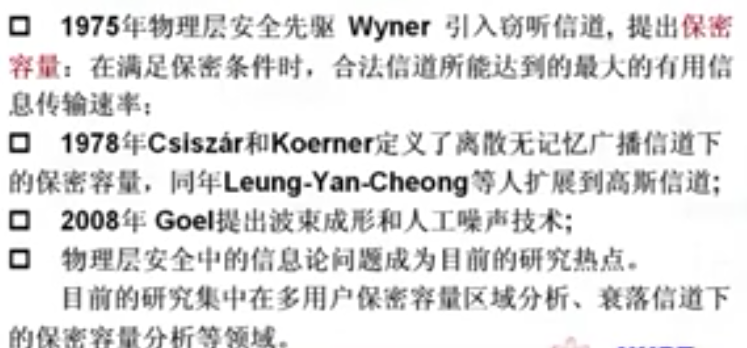 □ 1975年物理层安全先驱 Wyner 引入窃听信道, 提出保密
容量：在满足保密条件时，合法信道所能达到的最大的有用信
息传输速率；
□ 1978年Csiszár和Koerner定义了离散无记忆广播信道下
的保密容量，同年Leung-Yan-Cheong等人扩展到高斯信道;
□ 2008年 Goel提出波束成形和人工噪声技术;
□ 物理层安全中的信息论问题成为目前的研究热点。
目前的研究集中在多用户保密容量区域分析、衰落信道下
的保密容量分析等领域。